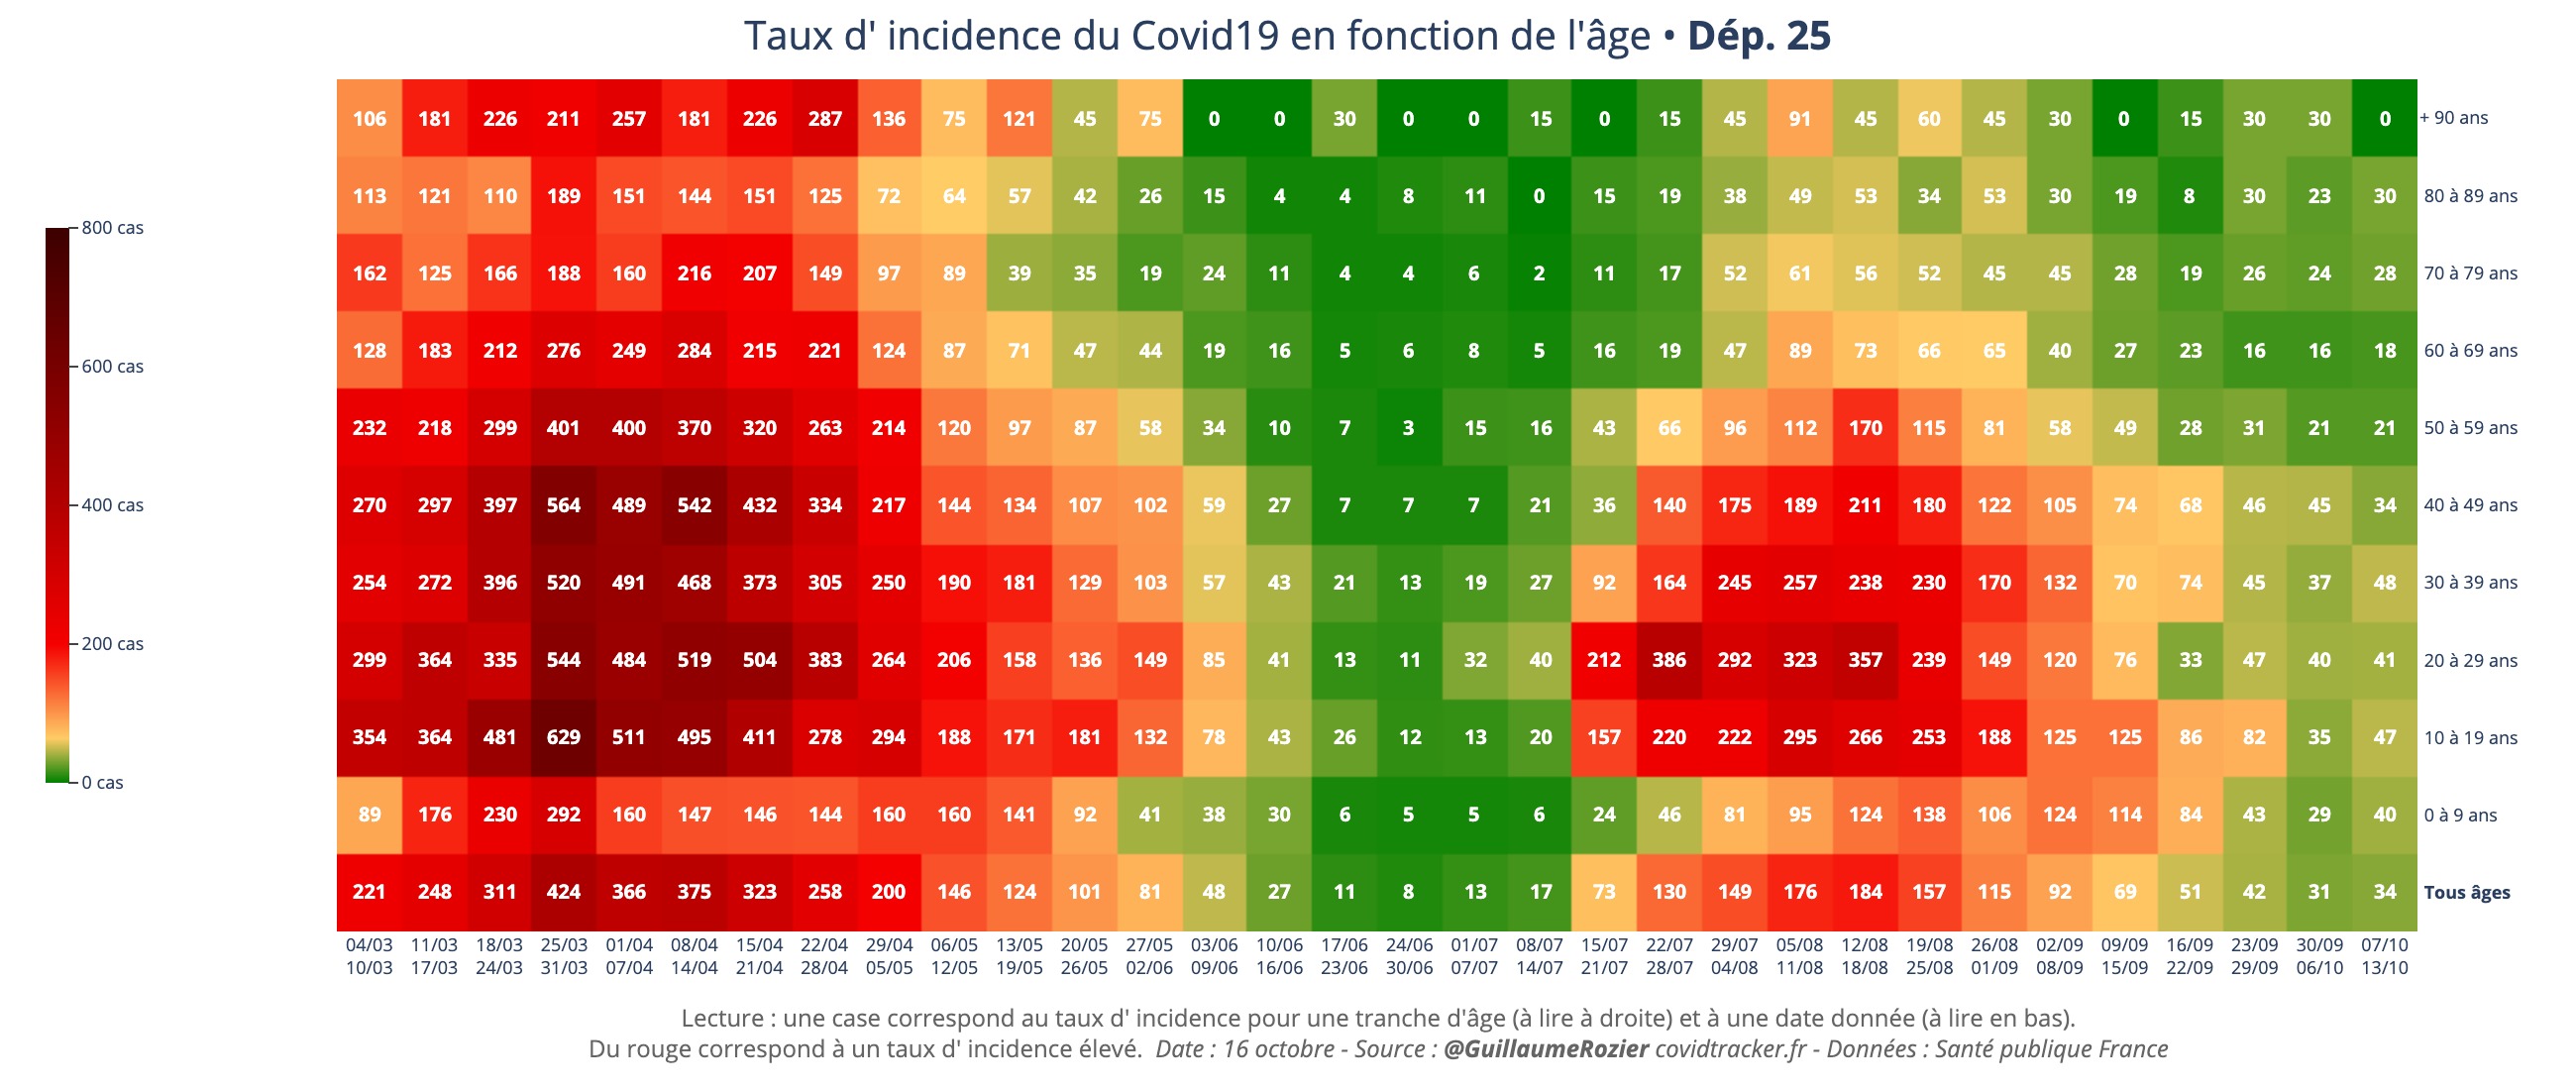 Taux d' incidence du Covid19 en fonction de l'âge • Dép. 25
800 cas
600 cas
400 cas
200 cas
0 cas
106 181 226 211 257 181 226 287 136 75 121 45 75 0 0 30 0 0 15 0 15 45 91 45 60 45 30 0 15 30 30 0 + 90 ans
113 121 110 189 151 144 151 125 72 64 57 42 26 15 4 4 8 11 0 15 19 38 49 53 34 53 30 19 8 30 23 30 80 à 89 ans
162 125 166 188 160 216 207 149 97 89 39 35 19 24 11 4 4 6 2 11 17 52 61 56 52 45 45 28 19 26 24 28 70 à 79 ans
128 183 212 276 249 284 215 221 124 87 71 47 44 19 16 5 6 8 5 16 19 47 89 73 66 65 40 27 23 16 16 18 60 à 69 ans
232 218 299 401 400 370 320 263 214 120 97 87 58 34 10 7 3 15 16 43 66 96 112 170 115 81 58 49 28 31 21 21 50 à 59 ans
270 297 397 564 489 542 432 334 217 144 134 107 102 59 27 7 7 7 21 36 140 175 189 211 180 122 105 74 68 46 45 34 40 à 49 ans
254 272 396 520 491 468 373 305 250 190 181 129 103 57 43 21 13 19 27 92 164 245 257 238 230 170 132 70 74 45 37 48 30 à 39 ans
299 364 335 544 484 519 504 383 264 206 158 136 149 85 41 13 11 32 40 212 386 292 323 357 239 149 120 76 33 47 40 41 20 à 29 ans
354 364 481 629 511 495 411 278 294 188 171 181 132 78 43 26 12 13 20 157 220 222 295 266 253 188 125 125 86 82 35 47 10 à 19 ans
89 176 230 292 160 147 146 144 160 160 141 92 41 38 30 6 5 5 6 24 46 81 95 124 138 106 124 114 84 43 29 40 0 à 9 ans
221 248 311 424 366 375 323 258 200 146 124 101 81 48 27 11 8 13 17 73 130 149 176 184 157 115 92 69 51 42 31 34 Tous âges
04/03 11/03 18/03 25/03 01/04 08/04 15/04 22/04 29/04 06/05 13/05 20/05 27/05 03/06 10/06 17/06 24/06 01/07 08/07 15/07 22/07 29/07 05/08 12/08 19/08 26/08 02/09 09/09 16/09 23/09 30/09 07/10
10/03 17/03 24/03 31/03 07/04 14/04 21/04 28/04 05/05 12/05 19/05 26/05 02/06 09/06 16/06 23/06 30/06 07/07 14/07 21/07 28/07 04/08 11/08 18/08 25/08 01/09 08/09 15/09 22/09 29/09 06/10 13/10
Lecture : une case correspond au taux d' incidence pour une tranche d'âge (à lire à droite) et à une date donnée (à lire en bas).
Du rouge correspond à un taux d' incidence élevé. Date : 16 octobre - Source : @GuillaumeRozier covidtracker.fr - Données : Santé publique France